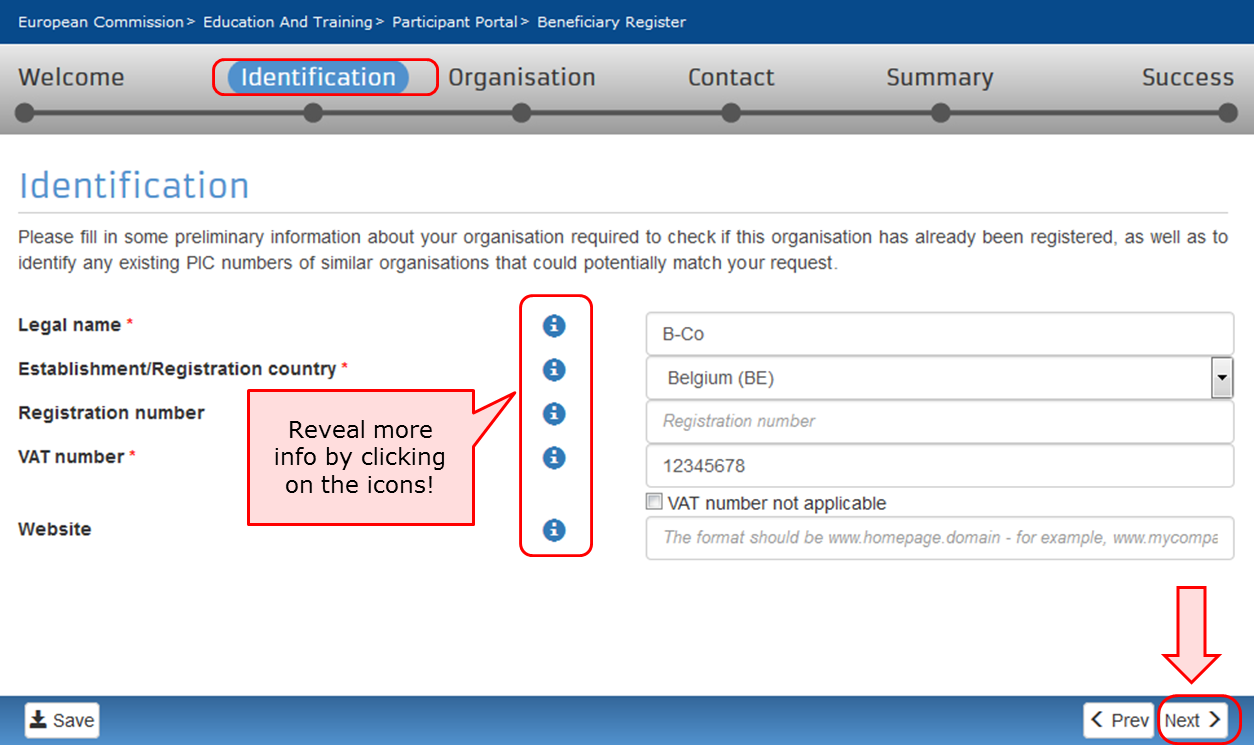 European Commission > Education And Training > Participant Portal > Beneficiary Register
Welcome Identification Organisation Contact Summary Success
Identification
Please fill in some preliminary information about your organisation required to check if this organisation has already been registered, as well as to
identify any existing PIC numbers of similar organisations that could potentially match your request.
Legal name * B-Co
Establishment/Registration country * Belgium (BE)
Registration number Registration number
VAT number * 12345678
VAT number not applicable
Website The format should be www.homepage.domain - for example, www.mycompa
Reveal more
info by clicking
on the icons!
Save Prev Next